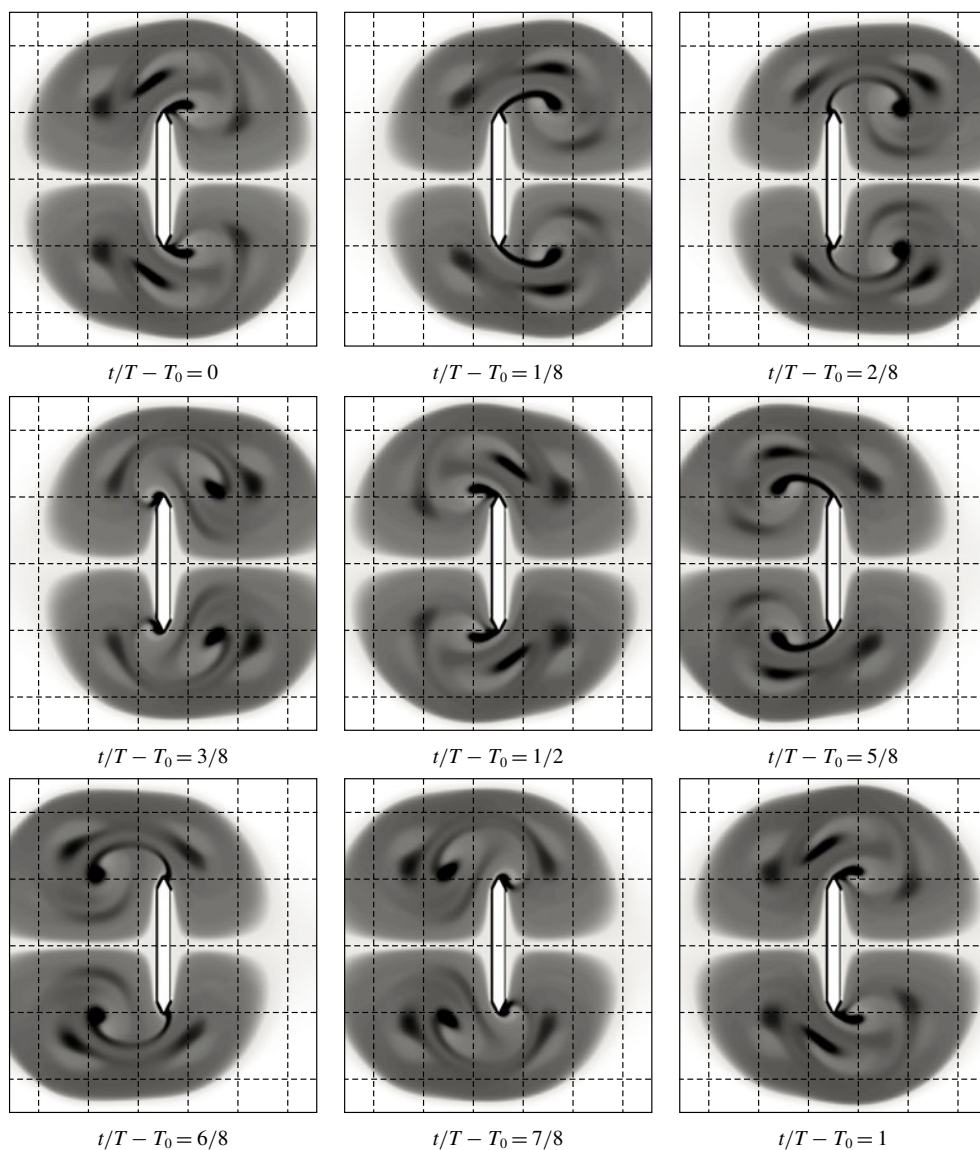 t/T − T₀ = 0
t/T − T₀ = 1/8
t/T − T₀ = 2/8
t/T − T₀ = 3/8
t/T − T₀ = 1/2
t/T − T₀ = 5/8
t/T − T₀ = 6/8
t/T − T₀ = 7/8
t/T − T₀ = 1